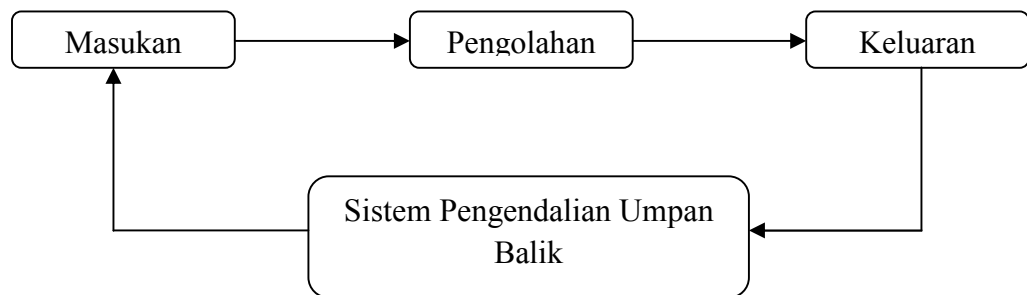 Masukan
Pengolahan
Keluaran
Sistem Pengendalian Umpan
Balik